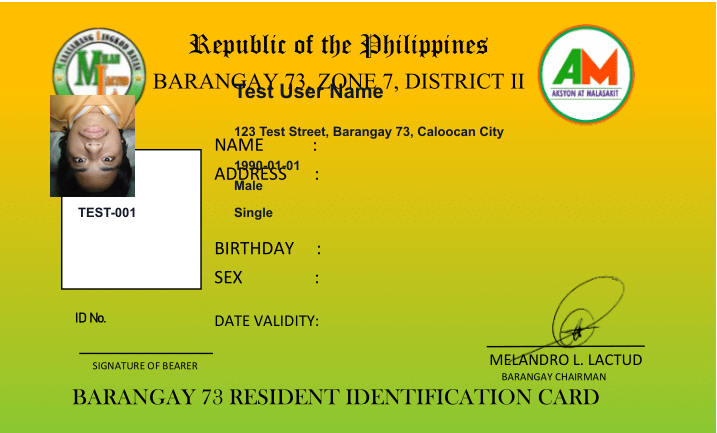 Republic of the Philippines
BARANGAY 73, ZONE 7, DISTRICT II
Test User Name
MALASAKIT
AM
AKSYON AT MALASAKIT
123 Test Street, Barangay 73, Caloocan City
NAME :
1990-01-01
ADDRESS :
Male
TEST-001
Single
BIRTHDAY :
SEX :
ID No.
DATE VALIDITY:
SIGNATURE OF BEARER
MELANDRO L. LACTUD
BARANGAY CHAIRMAN
BARANGAY 73 RESIDENT IDENTIFICATION CARD